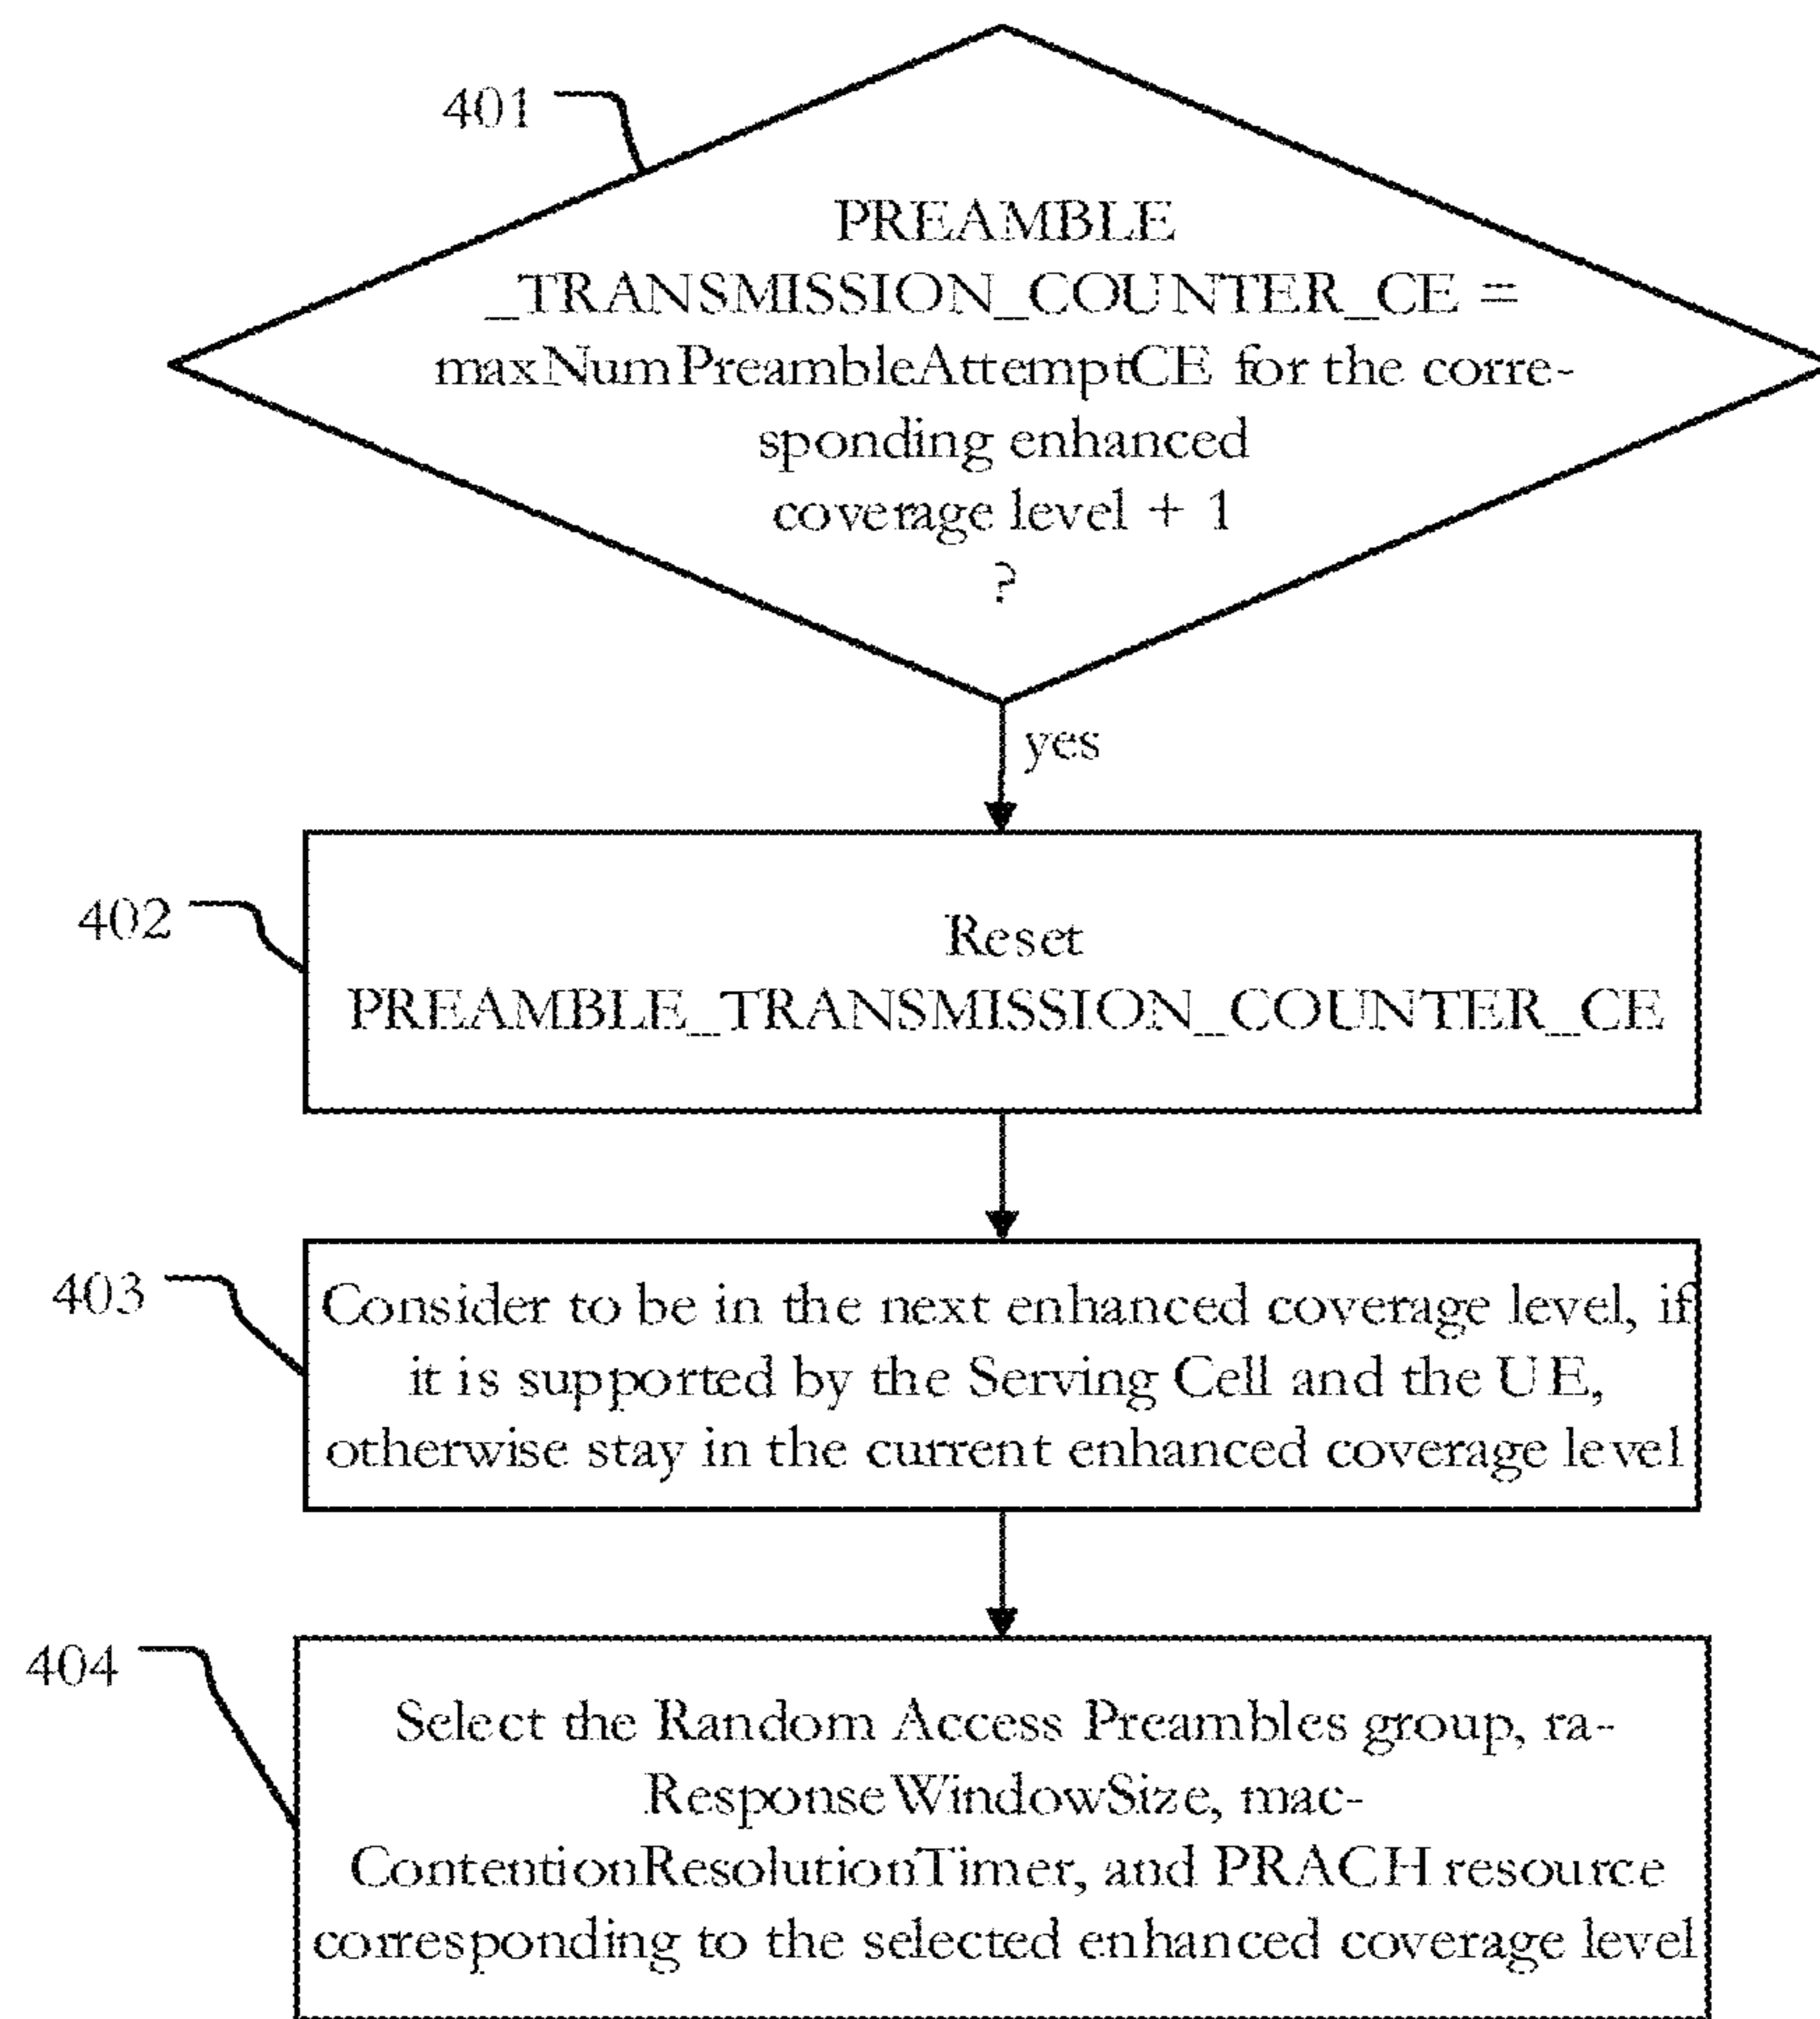 401
PREAMBLE
_TRANSMISSION_COUNTER_CE =
maxNumPreambleAttemptCE for the corre-
sponding enhanced
coverage level + 1
?
yes
402
Reset
PREAMBLE_TRANSMISSION_COUNTER_CE
403
Consider to be in the next enhanced coverage level, if
it is supported by the Serving Cell and the UE,
otherwise stay in the current enhanced coverage level
404
Select the Random Access Preambles group, ra-
ResponseWindowSize, mac-
ContentionResolutionTimer, and PRACH resource
corresponding to the selected enhanced coverage level